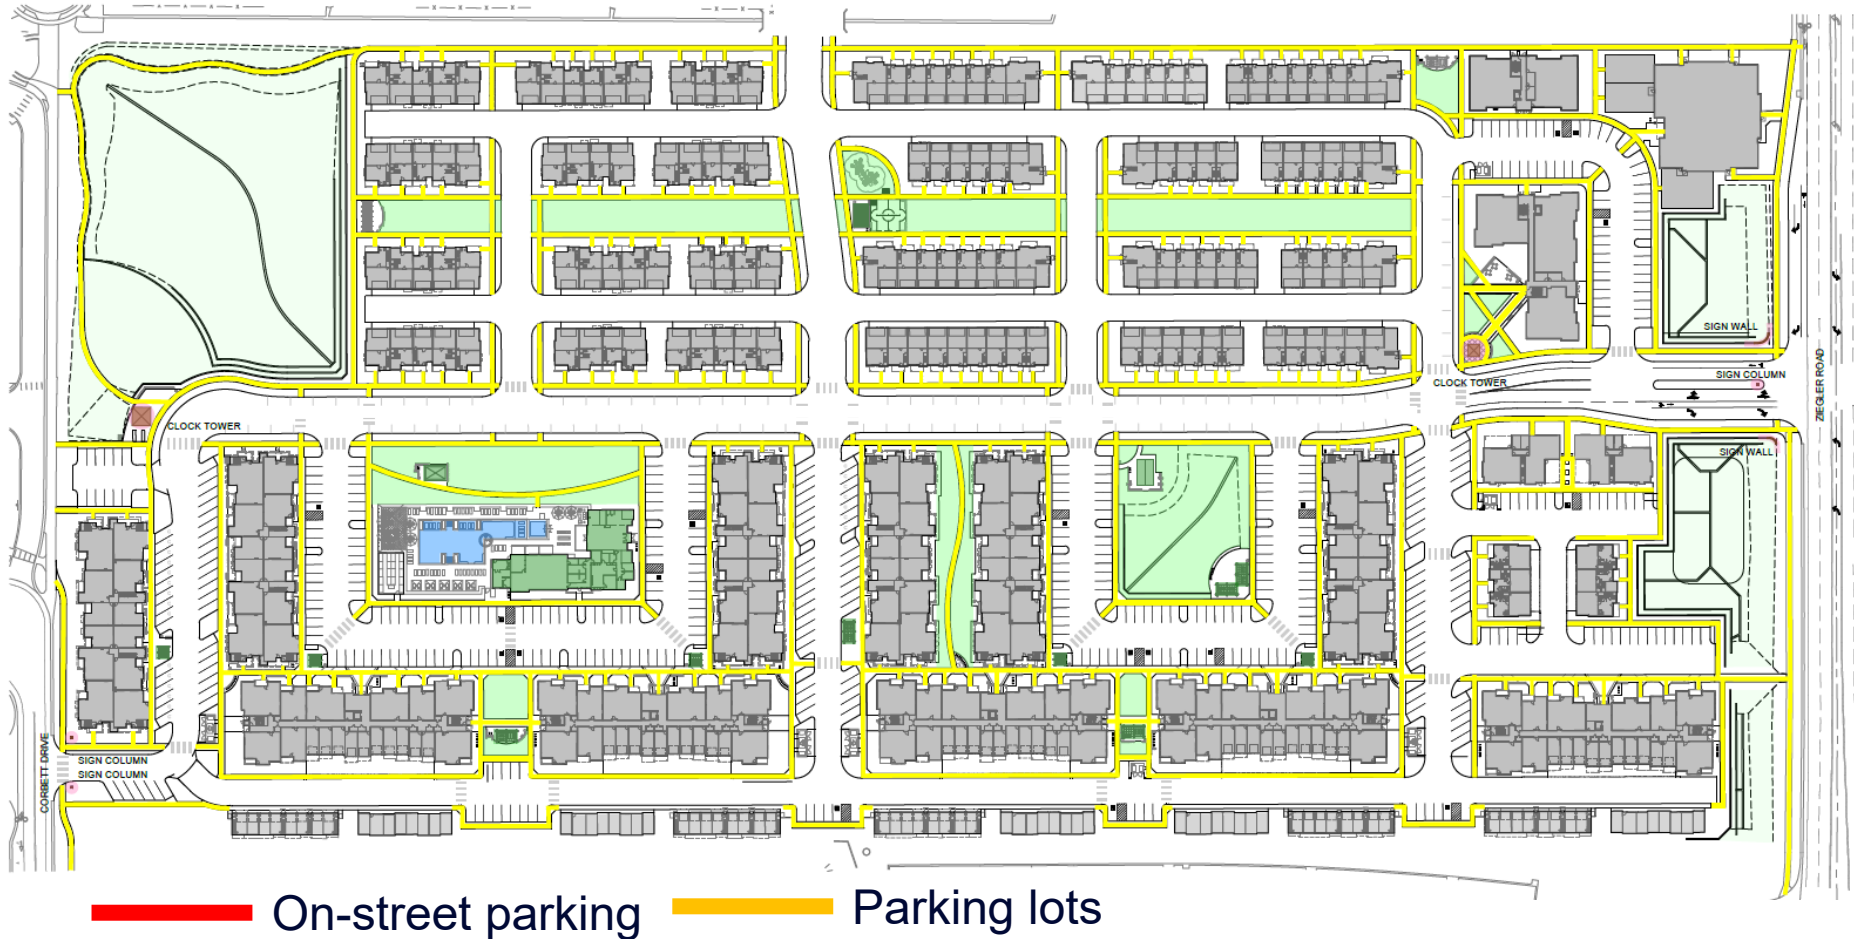 SIGN WALL
ZIEGLER ROAD
SIGN COLUMN
CLOCK TOWER
CLOCK TOWER
SIGN WALL
CORBETT DRIVE
SIGN COLUMN
SIGN COLUMN
On-street parking
Parking lots